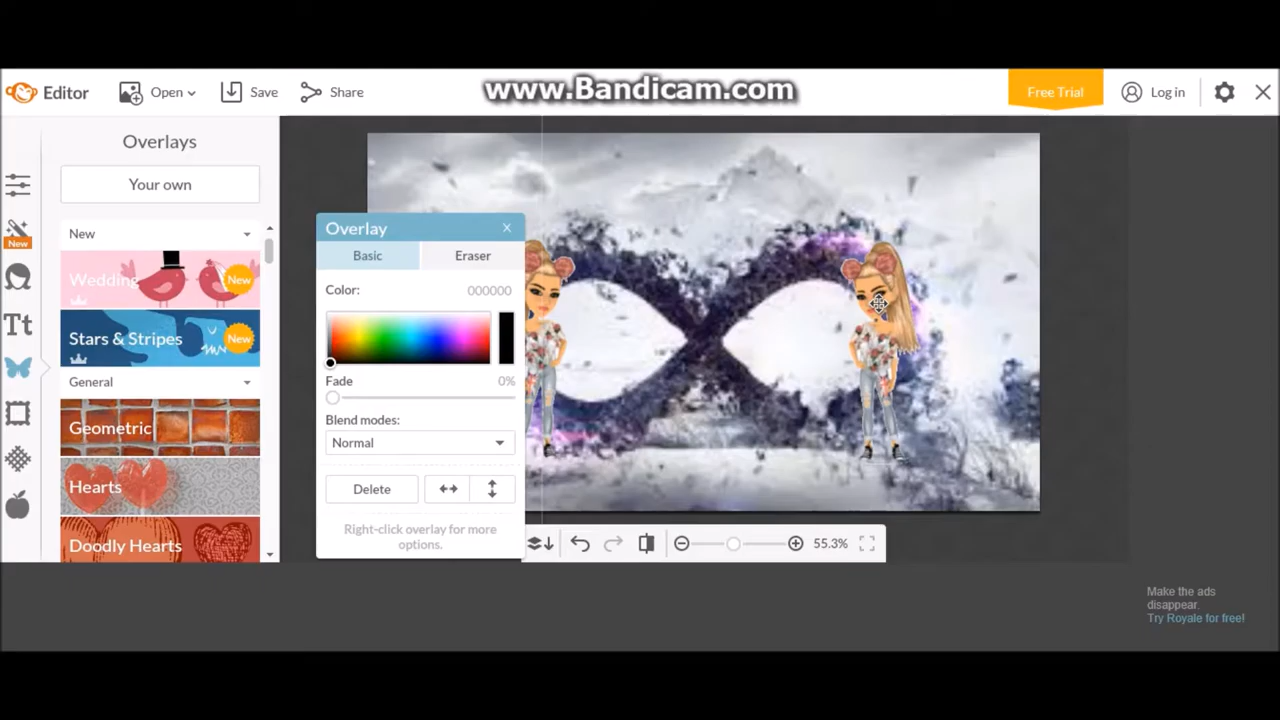 www.Bandicam.com
Editor
Open
Save
Share
Free Trial
Log in
Overlays
Your own
New
Wedding
New
Stars & Stripes
New
General
Geometric
Hearts
Doodly Hearts
New
Overlay
Basic
Eraser
Color:
000000
Fade
0%
Blend modes:
Normal
Delete
Right-click overlay for more
options.
55.3%
Make the ads
disappear.
Try Royale for free!
Tt